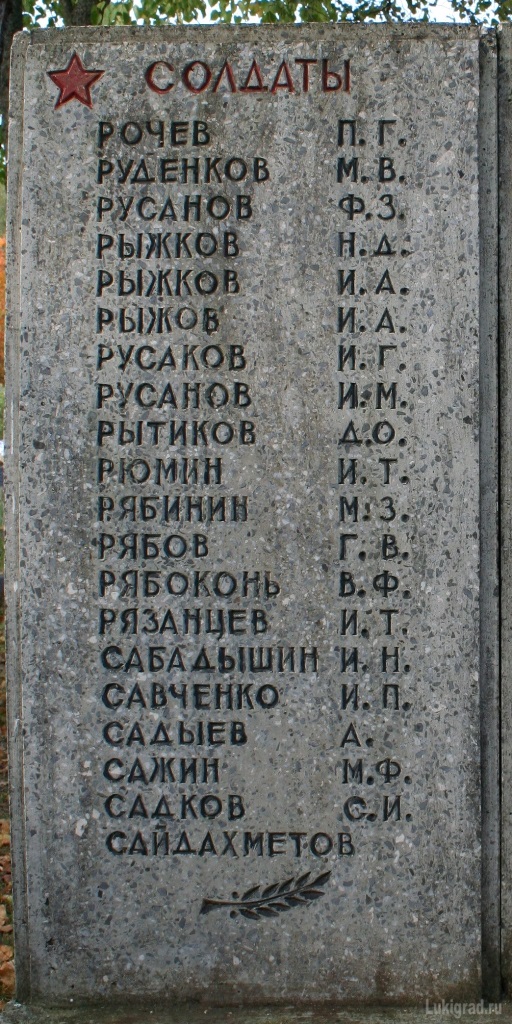 СОЛДАТЫ
РОЧЕВ П. Г.
РУДЕНКОВ М. В.
РУСАНОВ Ф. З.
РЫЖКОВ Н. Д.
РЫЖКОВ И. А.
РЫЖОВ И. А.
РУСАКОВ И. Г.
РУСАНОВ И. М.
РЫТИКОВ Д. О.
РЮМИН И. Т.
РЯБИНИН М. З.
РЯБОВ Г. В.
РЯБОКОНЬ В. Ф.
РЯЗАНЦЕВ И. Т.
САБАДЫШИН И. Н.
САВЧЕНКО И. П.
САДЫЕВ А.
САЖИН М. Ф.
САДКОВ С. И.
САЙДАХМЕТОВ
Lukigrad.ru